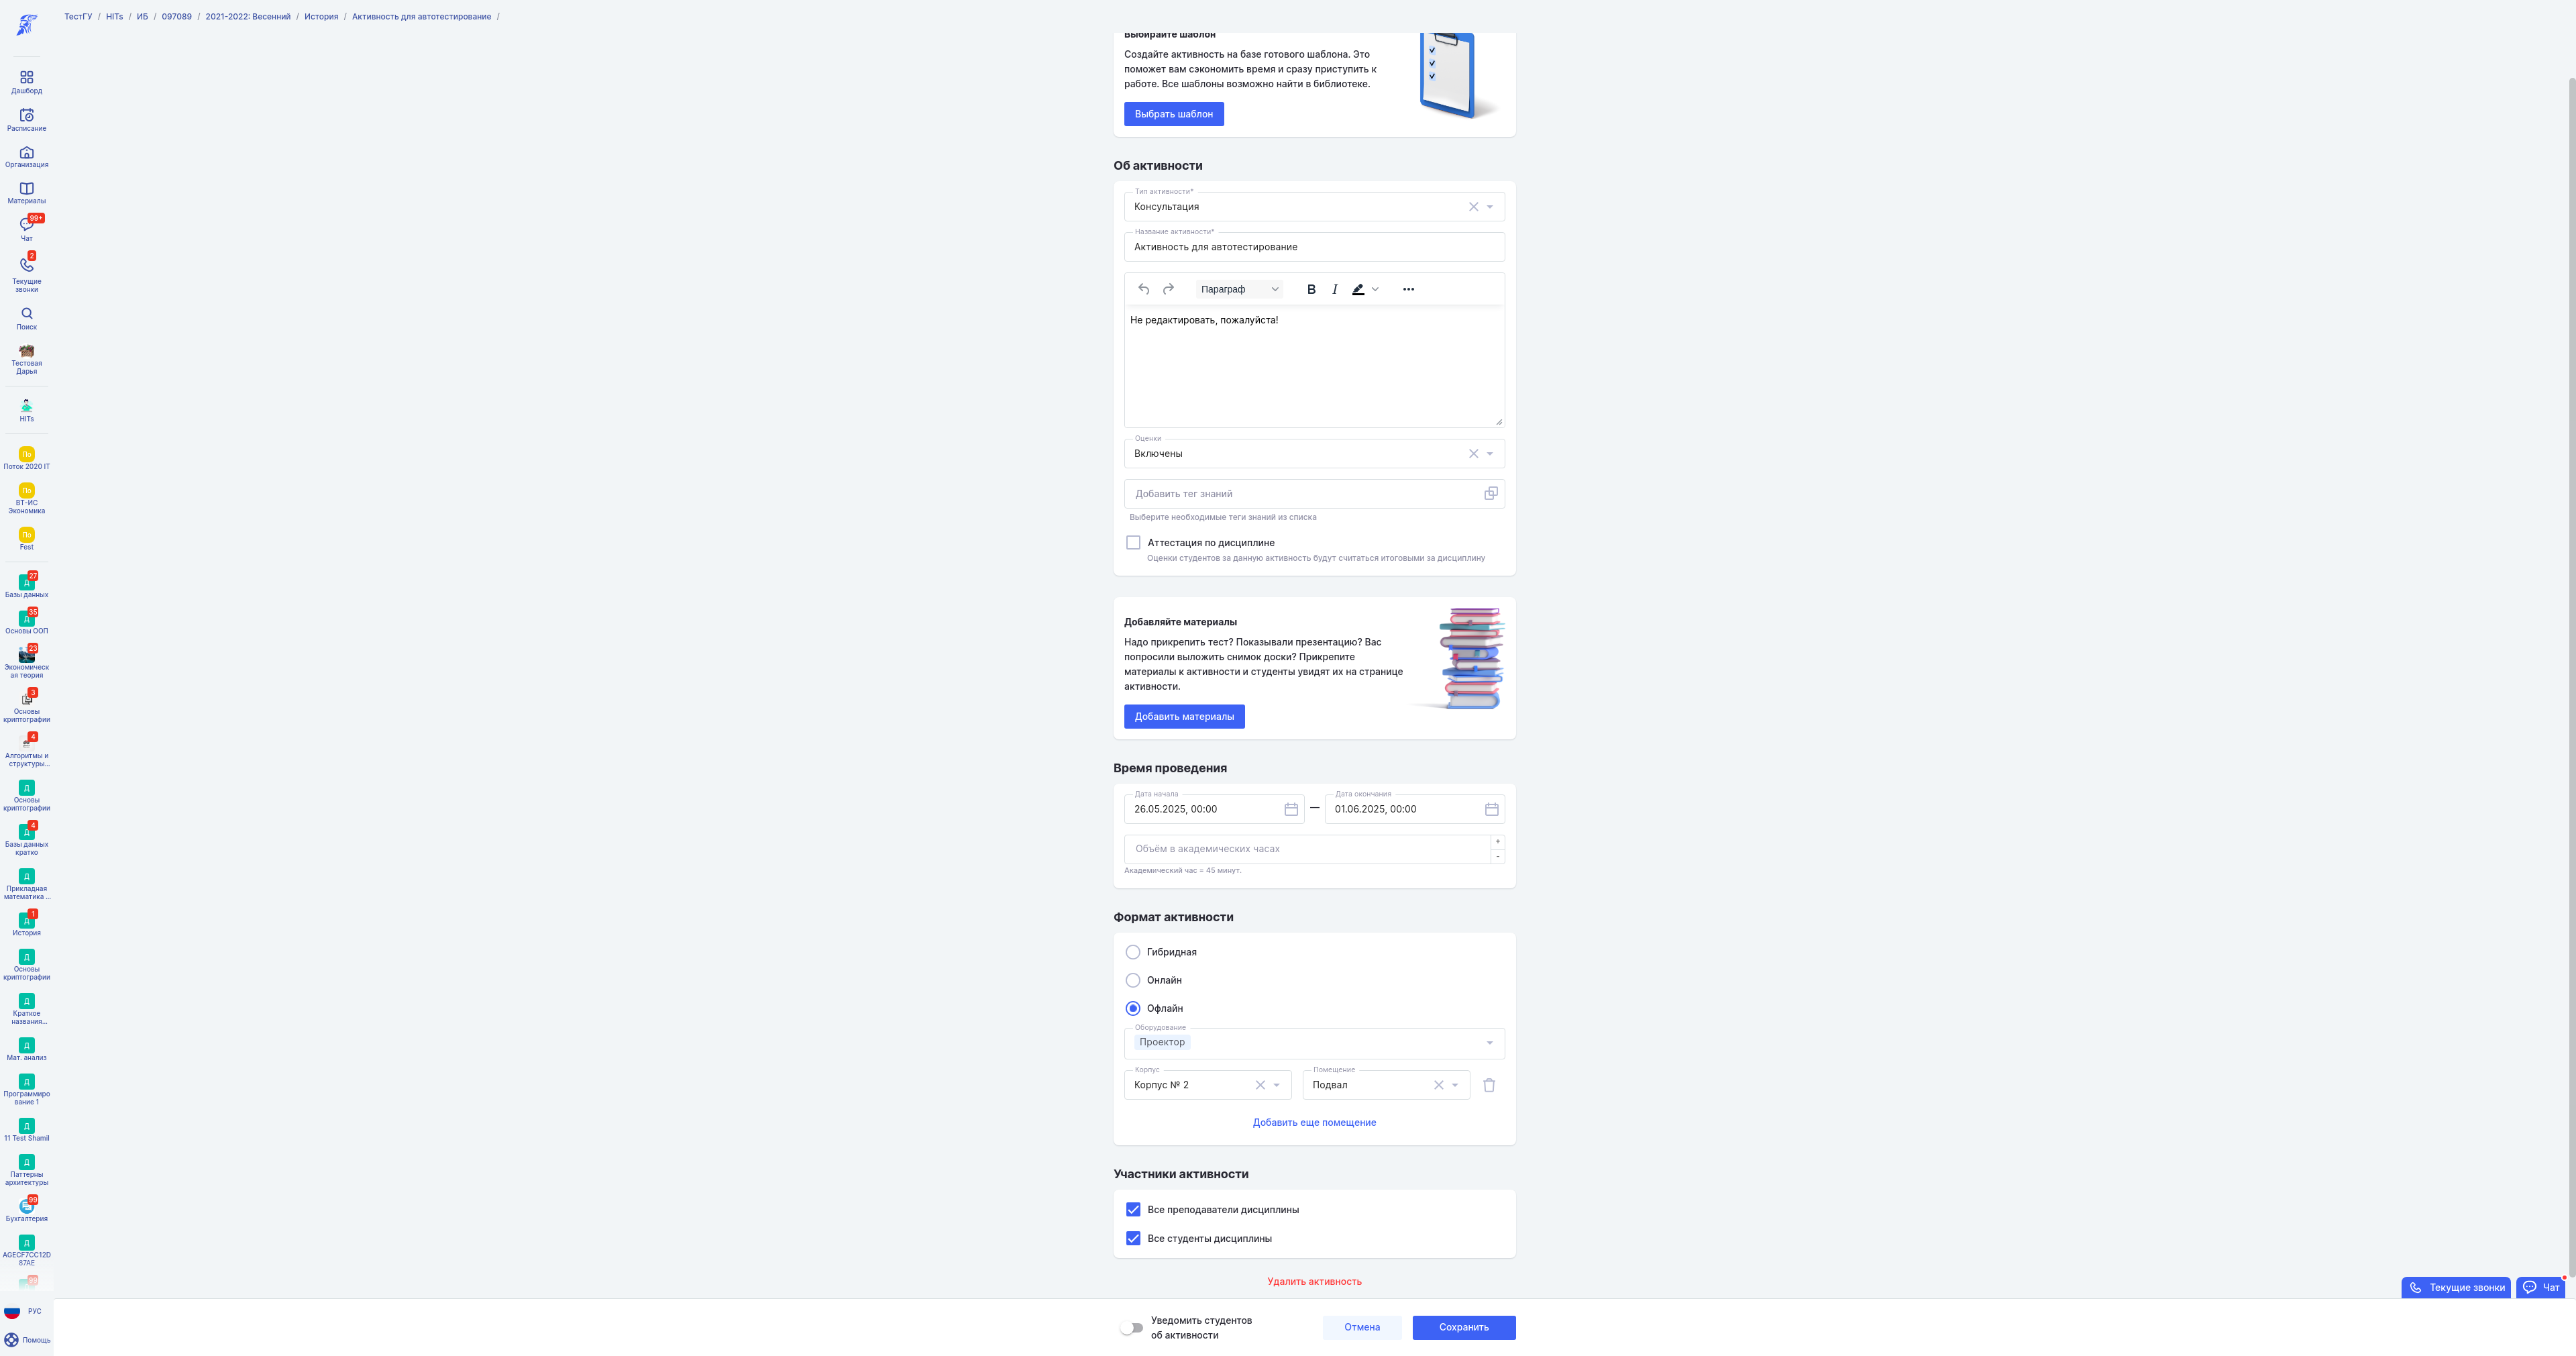 ТестГУ / HITs / ИБ / 097089 / 2021-2022: Весенний / История / Активность для автотестирование /
Дашборд
Расписание
Организация
Материалы
99+
Чат
2
Текущие
звонки
Поиск
Тестовая
Дарья
HITs
По
Поток 2020 IT
По
ВТ-ИС
Экономика
По
Fest
27
Д
Базы данных
35
Д
Основы ООП
23
Экономическ
ая теория
3
Основы
криптографии
4
Алгоритмы и
структуры...
Д
Основы
криптографии
4
Д
Базы данных
кратко
Д
Прикладная
математика ...
1
Д
История
Д
Основы
криптографии
Д
Краткое
названия...
Д
Мат. анализ
Д
Программиро
вание 1
Д
11 Test Shamil
Д
Паттерны
архитектуры
99
Бухгалтерия
Д
AGECF7CC12D
87AE
РУС
Помощь
Выбирайте шаблон
Создайте активность на базе готового шаблона. Это
поможет вам сэкономить время и сразу приступить к
работе. Все шаблоны возможно найти в библиотеке.
Выбрать шаблон
Об активности
Тип активности*
Консультация
Название активности*
Активность для автотестирование
Параграф
B I
Не редактировать, пожалуйста!
Оценки
Включены
Добавить тег знаний
Выберите необходимые теги знаний из списка
Аттестация по дисциплине
Оценки студентов за данную активность будут считаться итоговыми за дисциплину
Добавляйте материалы
Надо прикрепить тест? Показывали презентацию? Вас
попросили выложить снимок доски? Прикрепите
материалы к активности и студенты увидят их на странице
активности.
Добавить материалы
Время проведения
Дата начала
26.05.2025, 00:00
—
Дата окончания
01.06.2025, 00:00
Объём в академических часах
+
-
Академический час = 45 минут.
Формат активности
Гибридная
Онлайн
Офлайн
Оборудование
Проектор
Корпус
Корпус № 2
Помещение
Подвал
Добавить еще помещение
Участники активности
Все преподаватели дисциплины
Все студенты дисциплины
Удалить активность
Уведомить студентов
об активности
Отмена
Сохранить
Текущие звонки
Чат